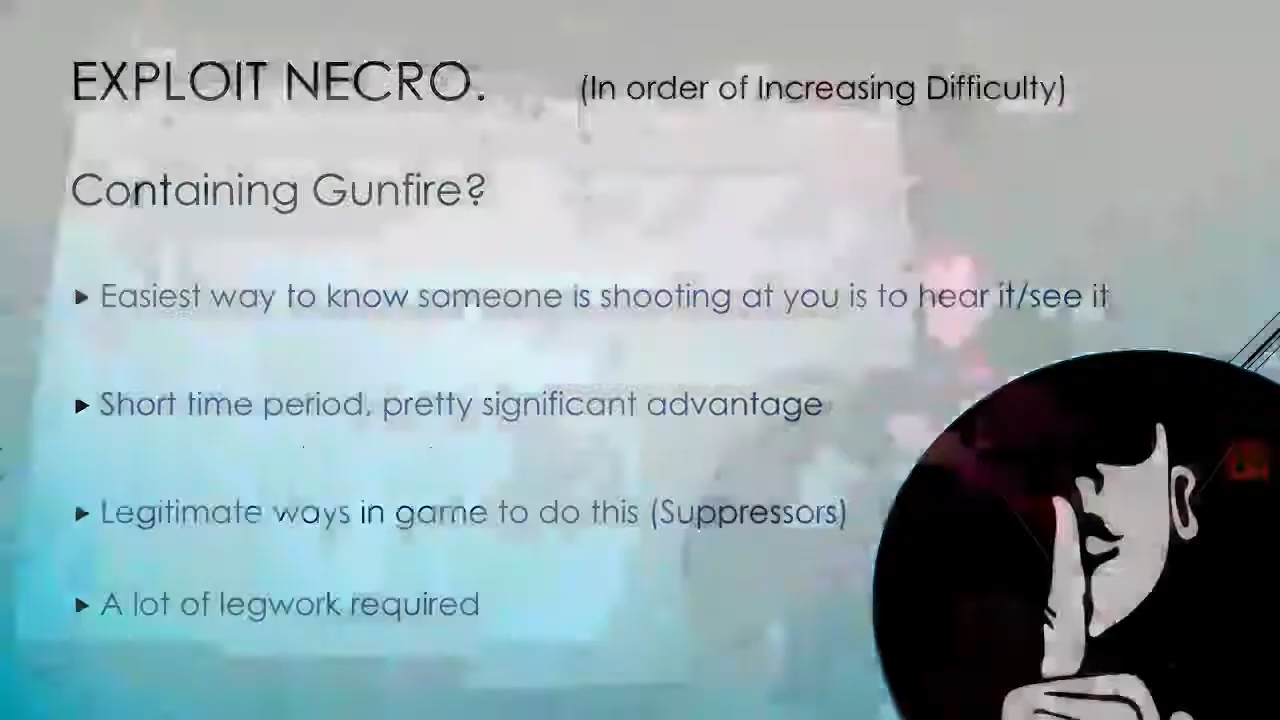 EXPLOIT NECRO. (In order of Increasing Difficulty)
Containing Gunfire?
Easiest way to know someone is shooting at you is to hear it/see it
Short time period, pretty significant advantage
Legitimate ways in game to do this (Suppressors)
A lot of legwork required